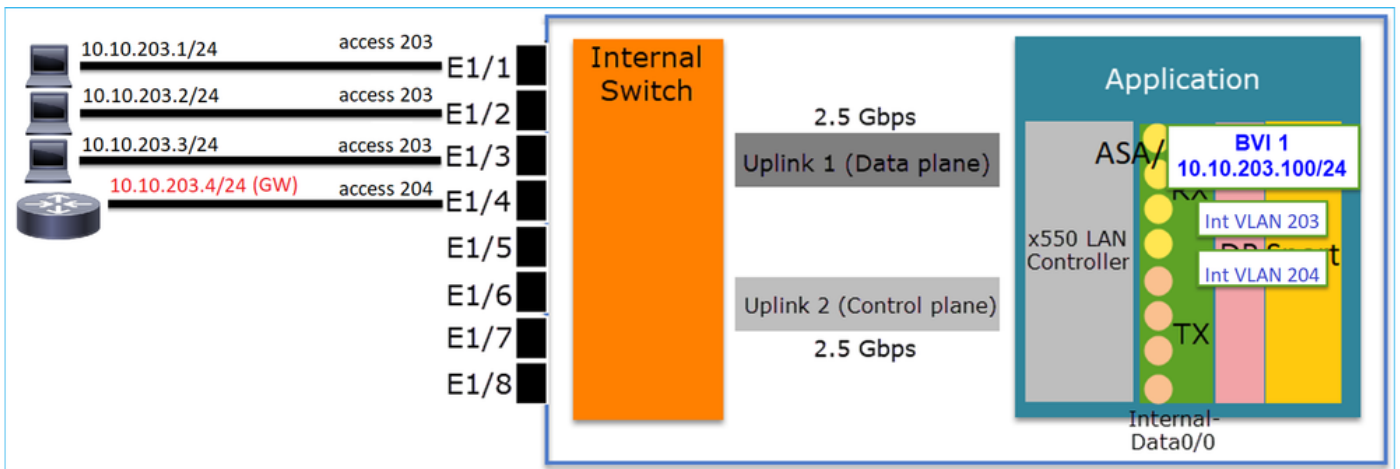 10.10.203.1/24
access 203
E1/1
10.10.203.2/24
access 203
E1/2
10.10.203.3/24
access 203
E1/3
10.10.203.4/24 (GW)
access 204
E1/4
E1/5
E1/6
E1/7
E1/8
Internal
Switch
2.5 Gbps
Uplink 1 (Data plane)
Uplink 2 (Control plane)
2.5 Gbps
Application
ASA/
BVI 1
10.10.203.100/24
RX
Int VLAN 203
x550 LAN
Controller
Int VLAN 204
TX
Internal-
Data0/0